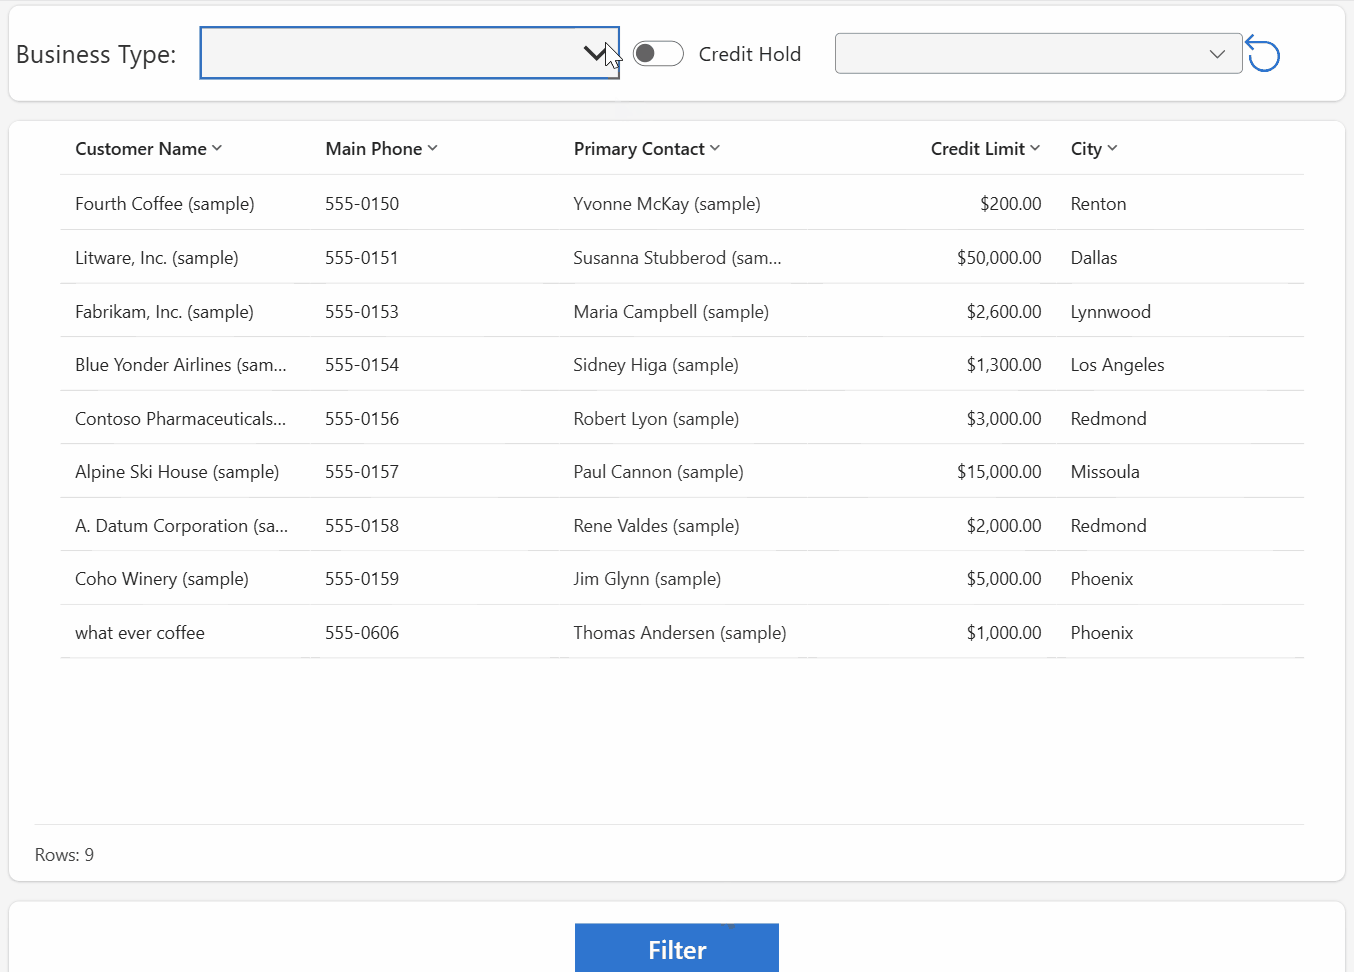 Business Type: Credit Hold
Customer Name Main Phone Primary Contact Credit Limit City
Fourth Coffee (sample) 555-0150 Yvonne McKay (sample) $200.00 Renton
Litware, Inc. (sample) 555-0151 Susanna Stubberod (sam... $50,000.00 Dallas
Fabrikam, Inc. (sample) 555-0153 Maria Campbell (sample) $2,600.00 Lynnwood
Blue Yonder Airlines (sam... 555-0154 Sidney Higa (sample) $1,300.00 Los Angeles
Contoso Pharmaceuticals... 555-0156 Robert Lyon (sample) $3,000.00 Redmond
Alpine Ski House (sample) 555-0157 Paul Cannon (sample) $15,000.00 Missoula
A. Datum Corporation (sa... 555-0158 Rene Valdes (sample) $2,000.00 Redmond
Coho Winery (sample) 555-0159 Jim Glynn (sample) $5,000.00 Phoenix
what ever coffee 555-0606 Thomas Andersen (sample) $1,000.00 Phoenix
Rows: 9
Filter